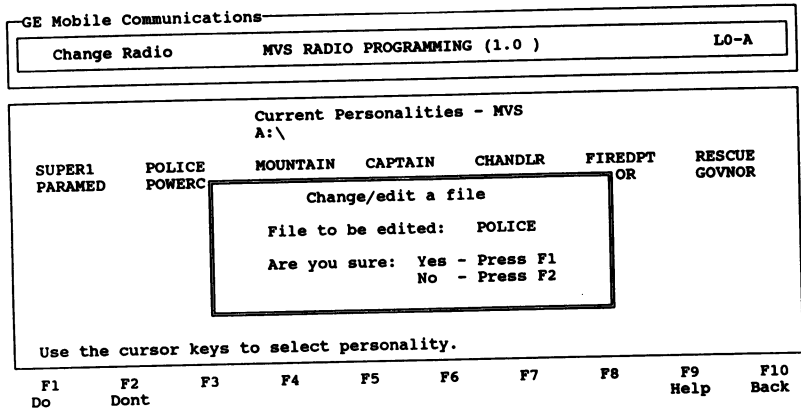 GE Mobile Communications
Change Radio MVS RADIO PROGRAMMING (1.0 ) L0-A
Current Personalities - MVS
A:\
SUPER1 POLICE MOUNTAIN CAPTAIN CHANDLR FIREDPT RESCUE
PARAMED POWERC OR GOVNOR
Change/edit a file
File to be edited: POLICE
Are you sure: Yes - Press F1
No - Press F2
Use the cursor keys to select personality.
F1 F2 F3 F4 F5 F6 F7 F8 F9 F10
Do Dont Help Back